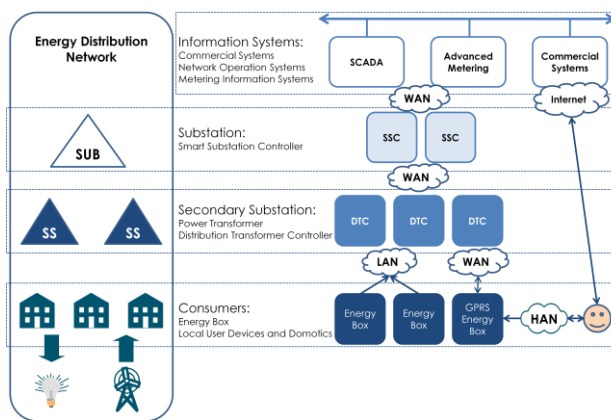 Energy Distribution
Network
Information Systems:
Commercial Systems
Network Operation Systems
Metering Information Systems
SCADA
Advanced
Metering
Commercial
Systems
WAN
Internet
Substation:
Smart Substation Controller
SUB
SSC
SSC
WAN
Secondary Substation:
Power Transformer
Distribution Transformer Controller
SS
SS
DTC
DTC
DTC
LAN
WAN
Consumers:
Energy Box
Local User Devices and Domotics
Energy
Box
Energy
Box
GPRS
Energy
Box
HAN